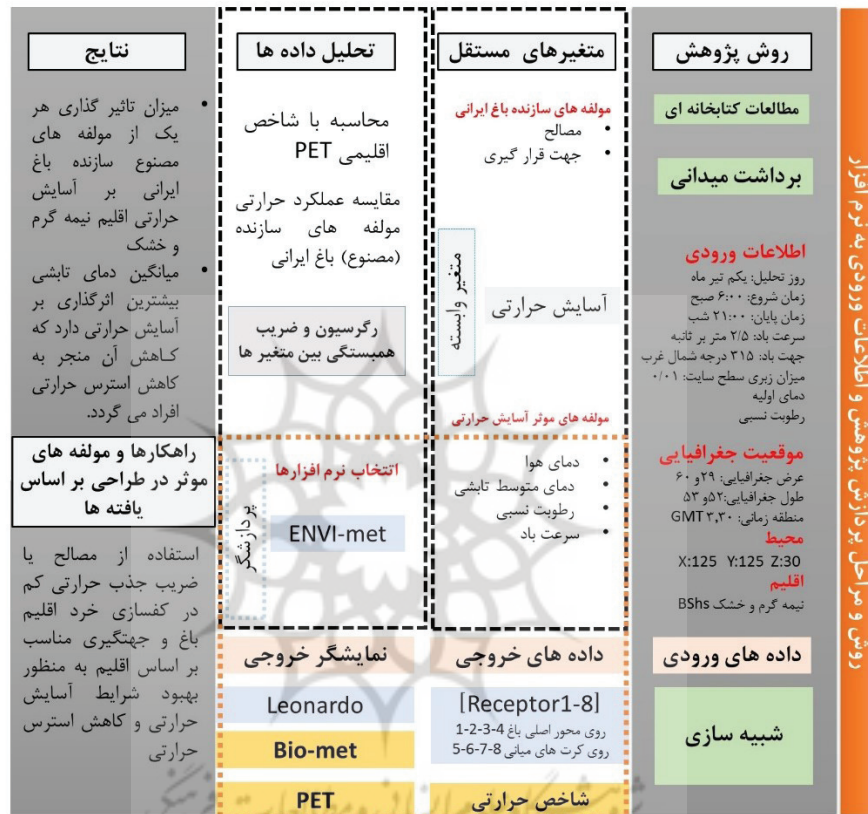 روش و مراحل پردازش پژوهش و اطلاعات ورودی به نرم افزار
روش پژوهش
مطالعات کتابخانه ای
برداشت میدانی
اطلاعات ورودی
روز تحلیل: یکم تیر ماه
زمان شروع: ۶:۰۰ صبح
زمان پایان: ۲۱:۰۰ شب
سرعت باد: ۲/۵ متر بر ثانیه
جهت باد: ۳۱۵ درجه شمال غرب
میزان زبری سطح سایت: ۰/۰۱
دمای اولیه
رطوبت نسبی
موقعیت جغرافیایی
عرض جغرافیایی: ۲۹و ۶۰
طول جغرافیایی:۵۲و ۵۳
منطقه زمانی: GMT ۳,۳۰
محیط
X:125 Y:125 Z:30
اقلیم
نیمه گرم و خشک BShs
داده های ورودی
شبیه سازی
متغیرهای مستقل
مولفه های سازنده باغ ایرانی
• مصالح
• جهت قرار گیری
متغیر وابسته
آسایش حرارتی
مولفه های موثر آسایش حرارتی
• دمای هوا
• دمای متوسط تابشی
• رطوبت نسبی
• سرعت باد
داده های خروجی
[Receptor1-8]
روی محور اصلی باغ 4-3-2-1
روی کرت های میانی 8-7-6-5
شاخص حرارتی
تحلیل داده ها
محاسبه با شاخص
اقلیمی PET
مقایسه عملکرد حرارتی
مولفه های سازنده
(مصنوع) باغ ایرانی
رگرسیون و ضریب
همبستگی بین متغیر ها
اتتخاب نرم افزارها
ENVI-met
پردازشگر
نمایشگر خروجی
Leonardo
Bio-met
PET
نتایج
• میزان تاثیر گذاری هر
یک از مولفه های
مصنوع سازنده باغ
ایرانی بر آسایش
حرارتی اقلیم نیمه گرم
و خشک
• میانگین دمای تابشی
بیشترین اثرگذاری بر
آسایش حرارتی دارد که
کاهش آن منجر به
کاهش استرس حرارتی
افراد می گردد.
راهکارها و مولفه های
موثر در طراحی بر اساس
یافته ها
استفاده از مصالح یا
ضریب جذب حرارتی کم
در کفسازی خرد اقلیم
باغ و جهتگیری مناسب
بر اساس اقلیم به منظور
بهبود شرایط آسایش
حرارتی و کاهش استرس
حرارتی